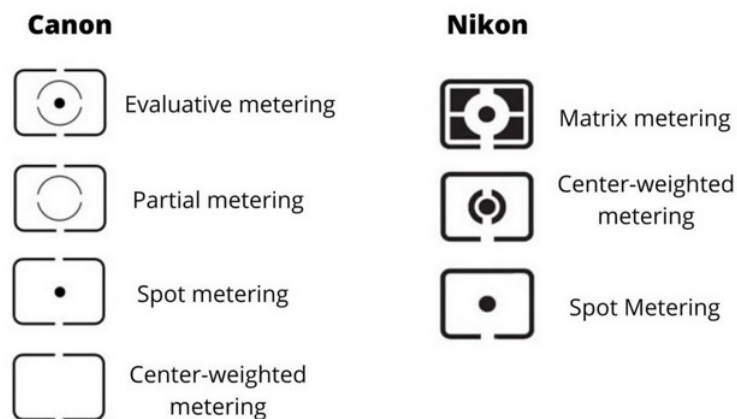 Canon
Evaluative metering
Partial metering
Spot metering
Center-weighted
metering
Nikon
Matrix metering
Center-weighted
metering
Spot Metering